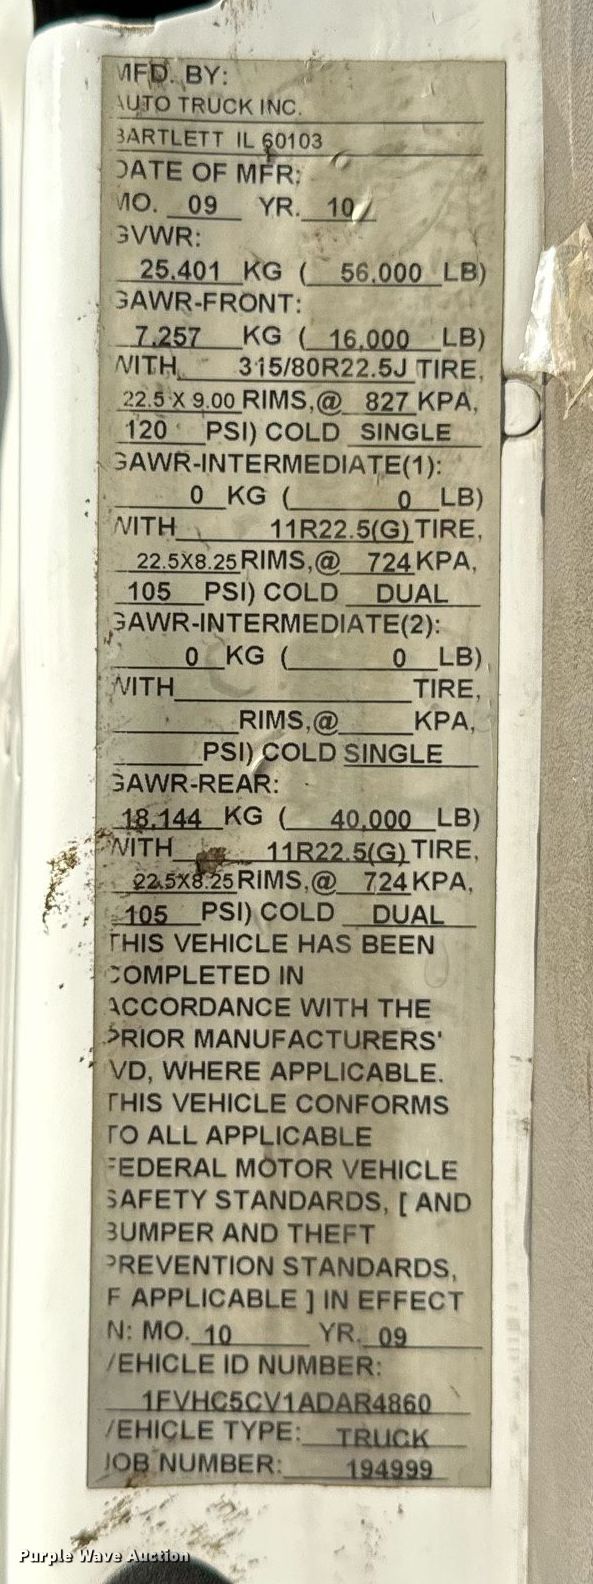 MFD. BY:
AUTO TRUCK INC.
BARTLETT IL 60103
DATE OF MFR:
MO. 09 YR. 10
GVWR:
25,401 KG ( 56,000 LB)
GAWR-FRONT:
7,257 KG ( 16,000 LB)
WITH 315/80R22.5J TIRE,
22.5 X 9.00 RIMS,@ 827 KPA,
120 PSI) COLD SINGLE
GAWR-INTERMEDIATE(1):
0 KG ( 0 LB)
WITH 11R22.5(G) TIRE,
22.5X8.25 RIMS,@ 724 KPA,
105 PSI) COLD DUAL
GAWR-INTERMEDIATE(2):
0 KG ( 0 LB)
WITH TIRE,
RIMS,@ KPA,
PSI) COLD SINGLE
GAWR-REAR:
18,144 KG ( 40,000 LB)
WITH 11R22.5(G) TIRE,
22.5X8.25 RIMS,@ 724 KPA,
105 PSI) COLD DUAL
THIS VEHICLE HAS BEEN
COMPLETED IN
ACCORDANCE WITH THE
PRIOR MANUFACTURERS'
VD, WHERE APPLICABLE.
THIS VEHICLE CONFORMS
TO ALL APPLICABLE
FEDERAL MOTOR VEHICLE
SAFETY STANDARDS, [ AND
BUMPER AND THEFT
PREVENTION STANDARDS,
F APPLICABLE ] IN EFFECT
N: MO. 10 YR. 09
VEHICLE ID NUMBER:
1FVHC5CV1ADAR4860
VEHICLE TYPE: TRUCK
JOB NUMBER: 194999
Purple Wave Auction